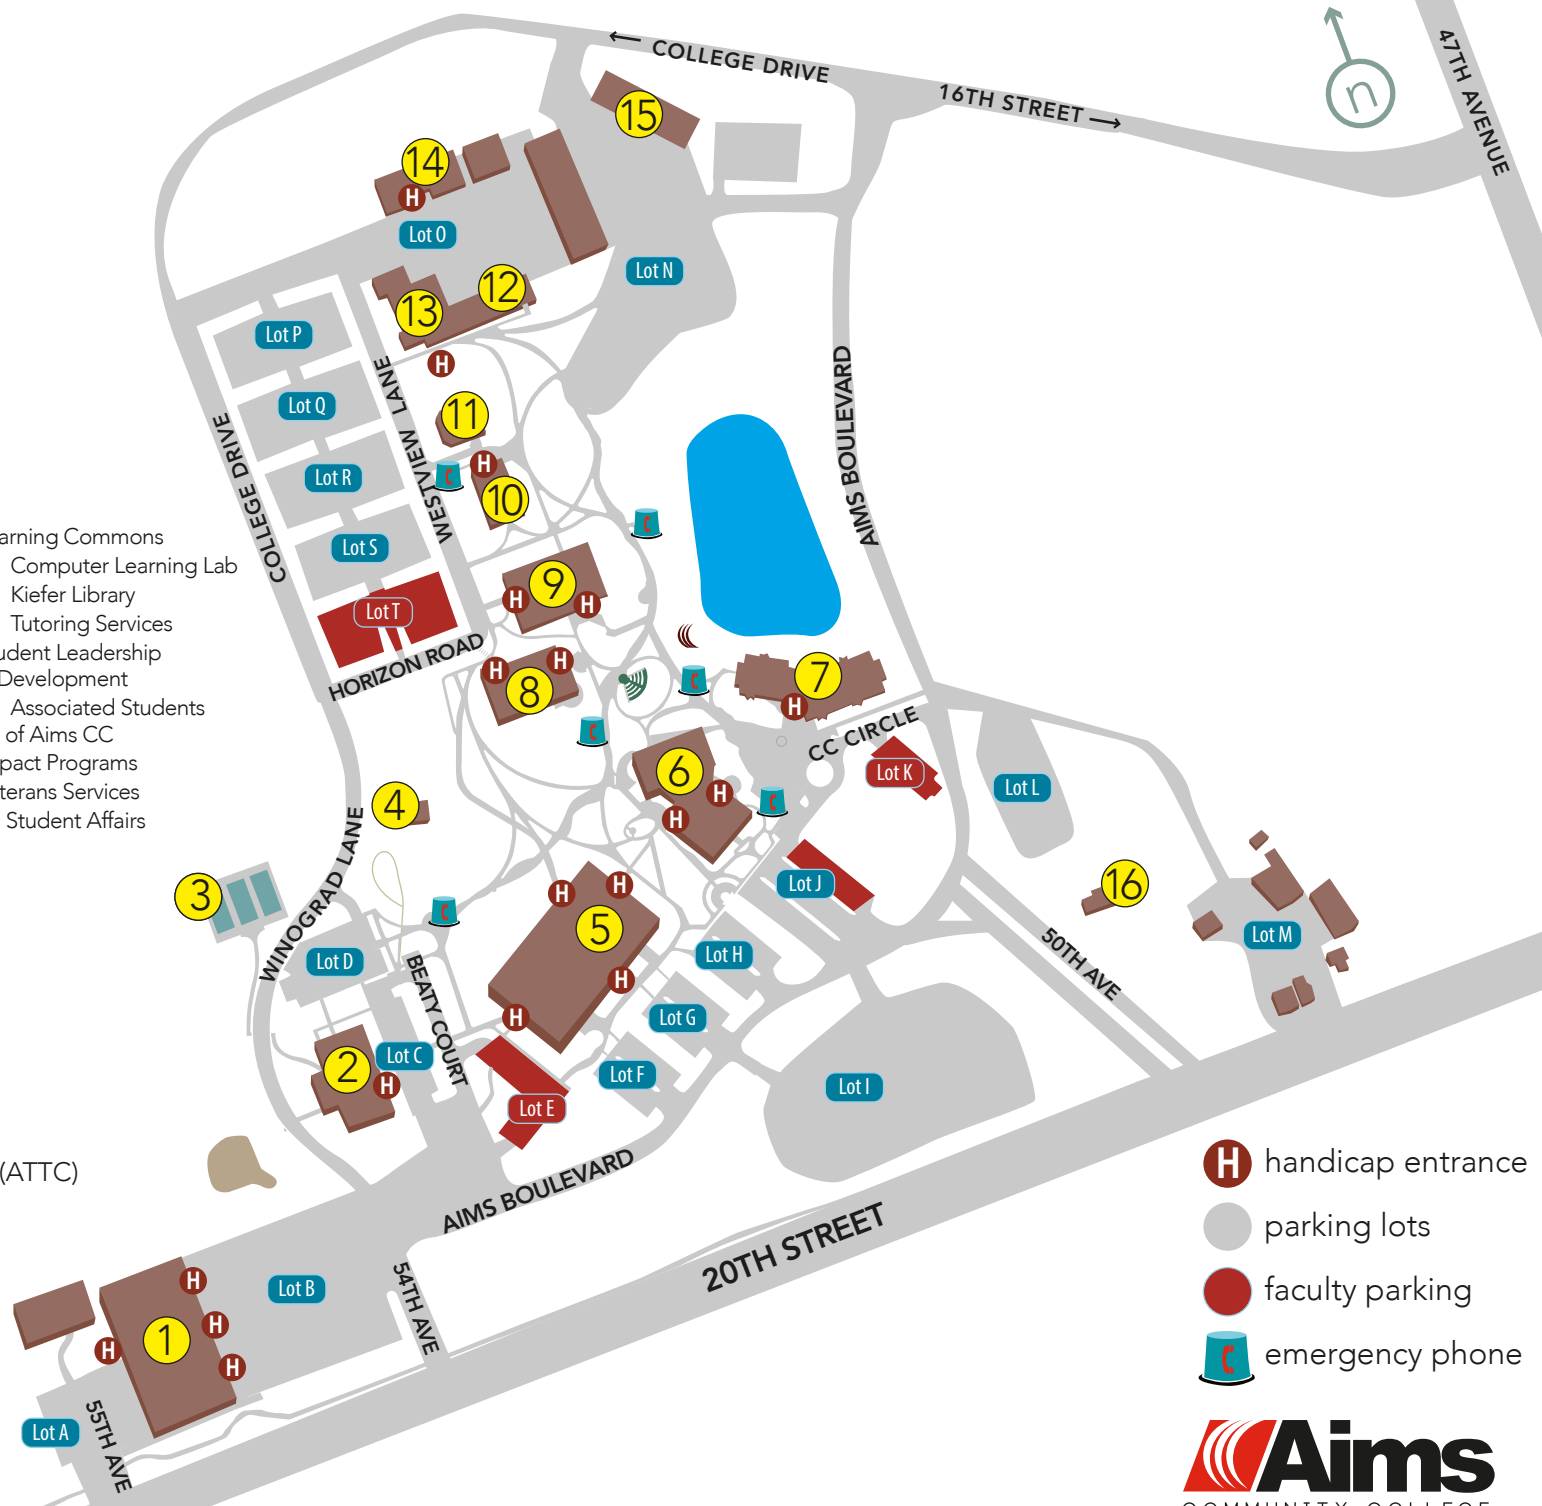 COLLEGE DRIVE
16TH STREET
47TH AVENUE
n
15
14
H
Lot O
Lot N
12
13
Lot P
H
WESTVIEW LANE
AIMS BOULEVARD
Lot Q
11
COLLEGE DRIVE
H
Lot R
10
Lot S
9
H
H
Lot T
HORIZON ROAD
H
H
8
7
H
CC CIRCLE
arning Commons
Computer Learning Lab
Kiefer Library
Tutoring Services
udent Leadership
Development
Associated Students
of Aims CC
pact Programs
terans Services
Student Affairs
6
H
H
Lot K
Lot L
4
WINOGRAD LANE
3
Lot J
16
H
H
5
H
H
Lot M
50TH AVE
Lot H
Lot D
BEATY COURT
Lot G
Lot C
2
H
Lot F
Lot E
Lot I
(ATTC)
AIMS BOULEVARD
20TH STREET
54TH AVE
Lot B
H
H
H
H
1
Lot A
55TH AVE
H handicap entrance
parking lots
faculty parking
emergency phone
Aims
COMMUNITY COLLEGE